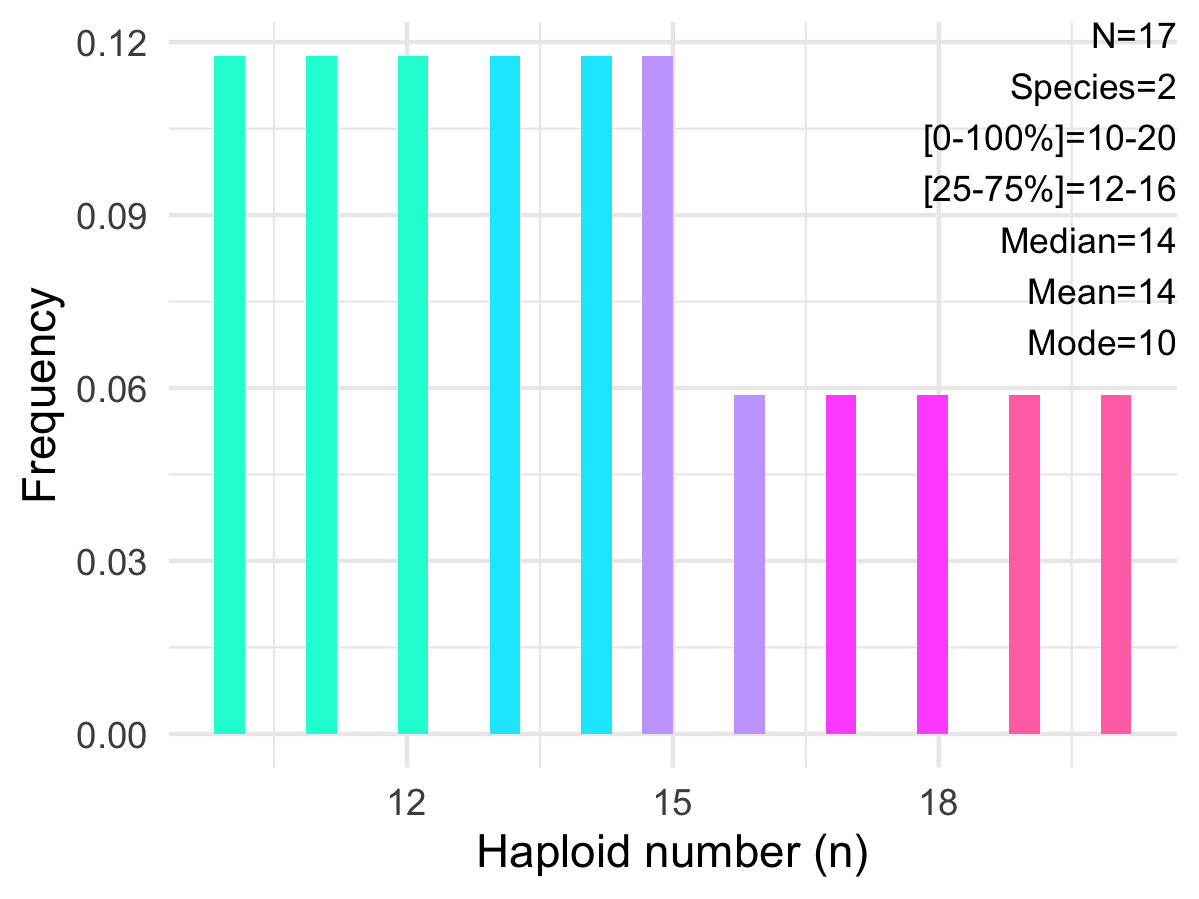 0.12
0.09
0.06
0.03
0.00
Frequency
12
15
18
Haploid number (n)
N=17
Species=2
[0-100%]=10-20
[25-75%]=12-16
Median=14
Mean=14
Mode=10